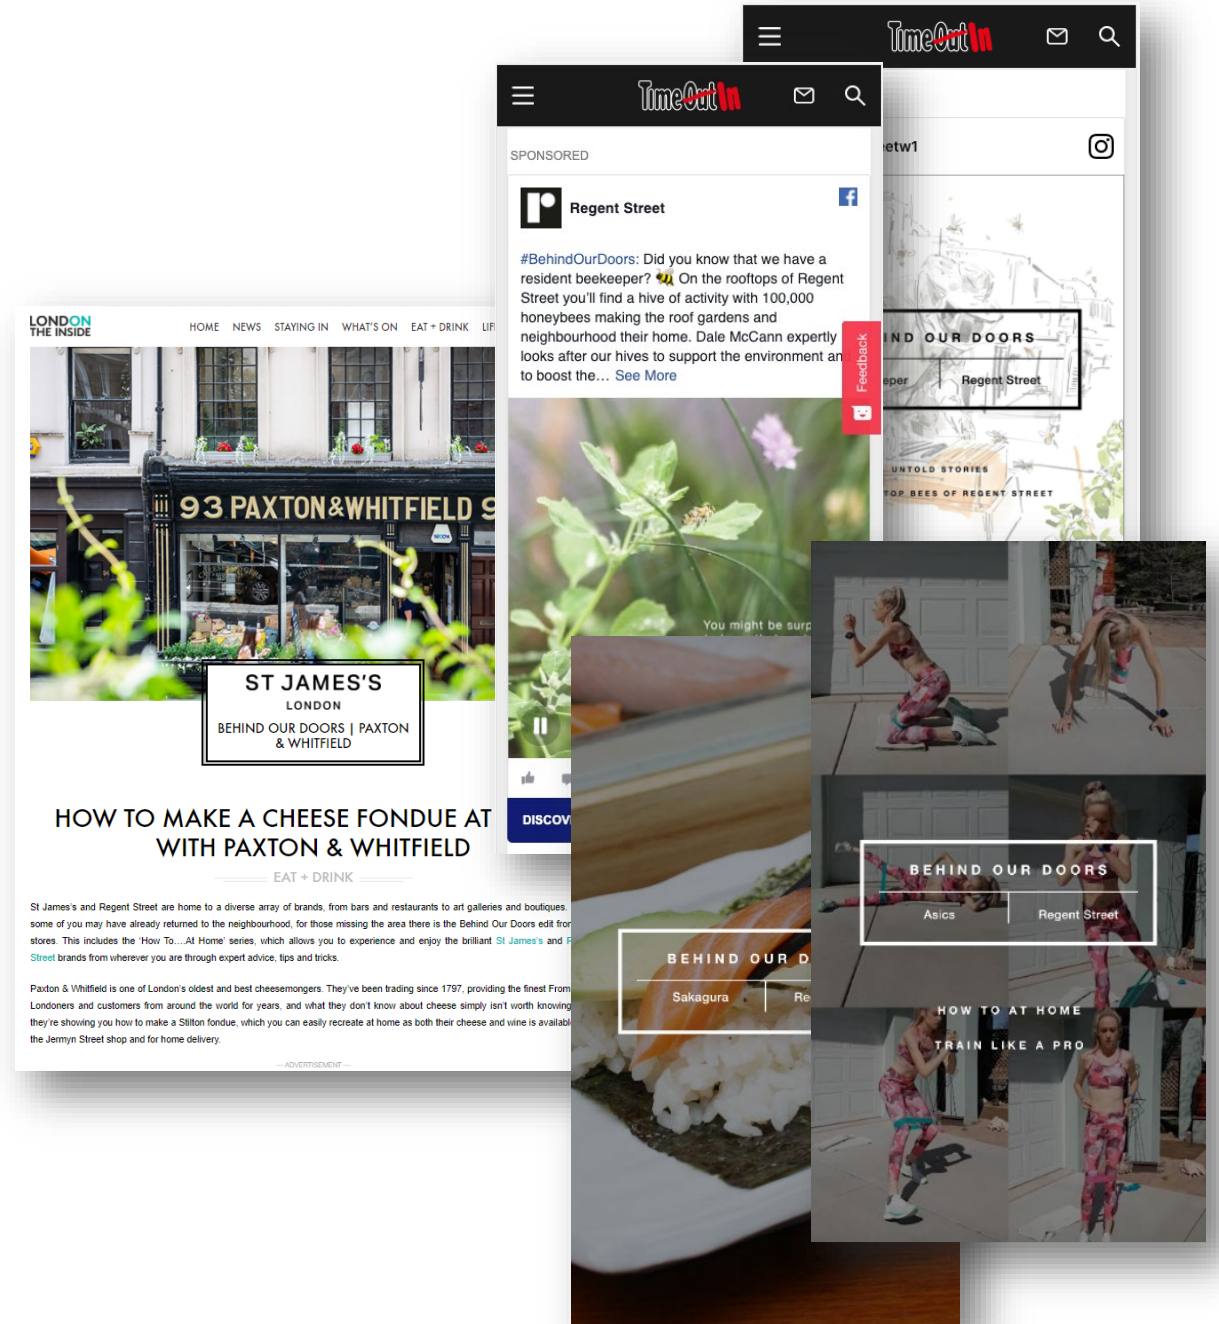 TimeOutIn
etw1
IND OUR DOORS
eper Regent Street
UNTOLD STORIES
TOP BEES OF REGENT STREET
TimeOutIn
SPONSORED
Regent Street
#BehindOurDoors: Did you know that we have a
resident beekeeper? 🐝 On the rooftops of Regent
Street you'll find a hive of activity with 100,000
honeybees making the roof gardens and
neighbourhood their home. Dale McCann expertly
looks after our hives to support the environment an
to boost the... See More
Feedback
You might be surp
DISCOV
LONDON
THE INSIDE
HOME NEWS STAYING IN WHAT'S ON EAT + DRINK LIF
93 PAXTON & WHITFIELD 9
ST JAMES'S
LONDON
BEHIND OUR DOORS | PAXTON
& WHITFIELD
HOW TO MAKE A CHEESE FONDUE AT
WITH PAXTON & WHITFIELD
EAT + DRINK
St James's and Regent Street are home to a diverse array of brands, from bars and restaurants to art galleries and boutiques.
some of you may have already returned to the neighbourhood, for those missing the area there is the Behind Our Doors edit from
stores. This includes the 'How To....At Home' series, which allows you to experience and enjoy the brilliant St James's and
Street brands from wherever you are through expert advice, tips and tricks.
Paxton & Whitfield is one of London's oldest and best cheesemongers. They've been trading since 1797, providing the finest From
Londoners and customers from around the world for years, and what they don't know about cheese simply isn't worth knowing
they're showing you how to make a Stilton fondue, which you can easily recreate at home as both their cheese and wine is available
the Jermyn Street shop and for home delivery.
— ADVERTISEMENT —
BEHIND OUR D
Sakagura Re
BEHIND OUR DOORS
Asics Regent Street
HOW TO AT HOME
TRAIN LIKE A PRO